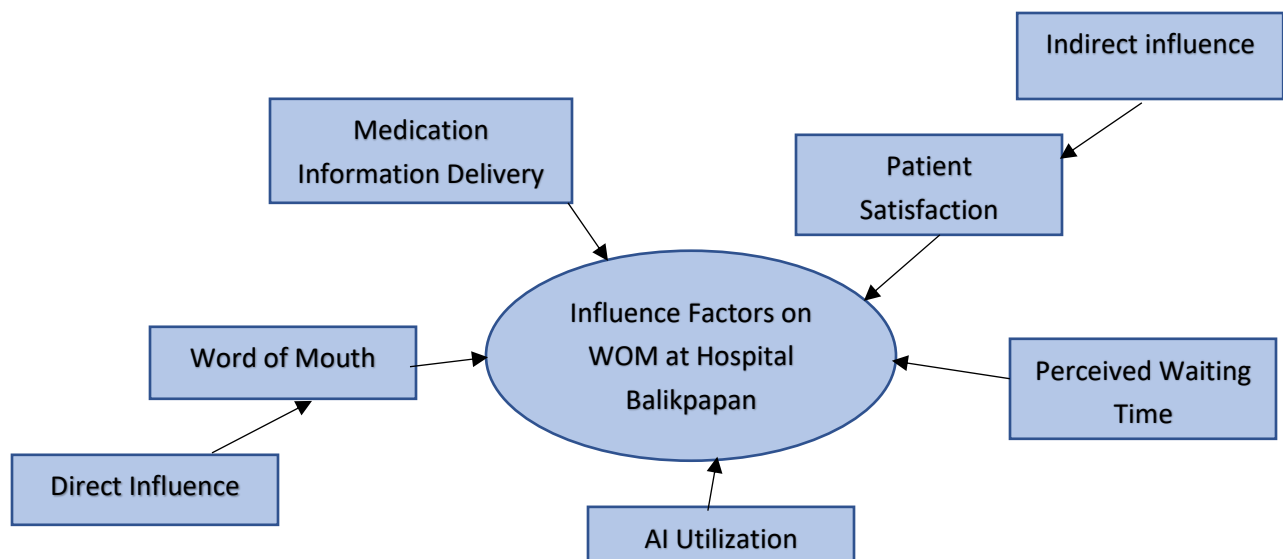 Indirect influence
Medication
Information Delivery
Patient
Satisfaction
Influence Factors on
WOM at Hospital
Balikpapan
Word of Mouth
Perceived Waiting
Time
Direct Influence
AI Utilization